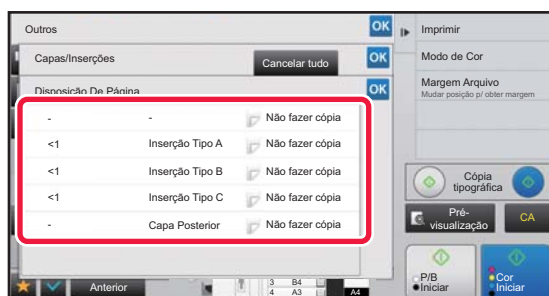 Outros
OK
Capas/Inserções
Cancelar tudo
OK
Disposição De Página
OK
-
-
Não fazer cópia
<1
Inserção Tipo A
Não fazer cópia
<1
Inserção Tipo B
Não fazer cópia
<1
Inserção Tipo C
Não fazer cópia
-
Capa Posterior
Não fazer cópia
Anterior
3 B4
4 A3
A4
Imprimir
Modo de Cor
Margem Arquivo
Mudar posição p/ obter margem
Cópia
tipográfica
Pré-
visualização
CA
P/B
Iniciar
Cor
Iniciar